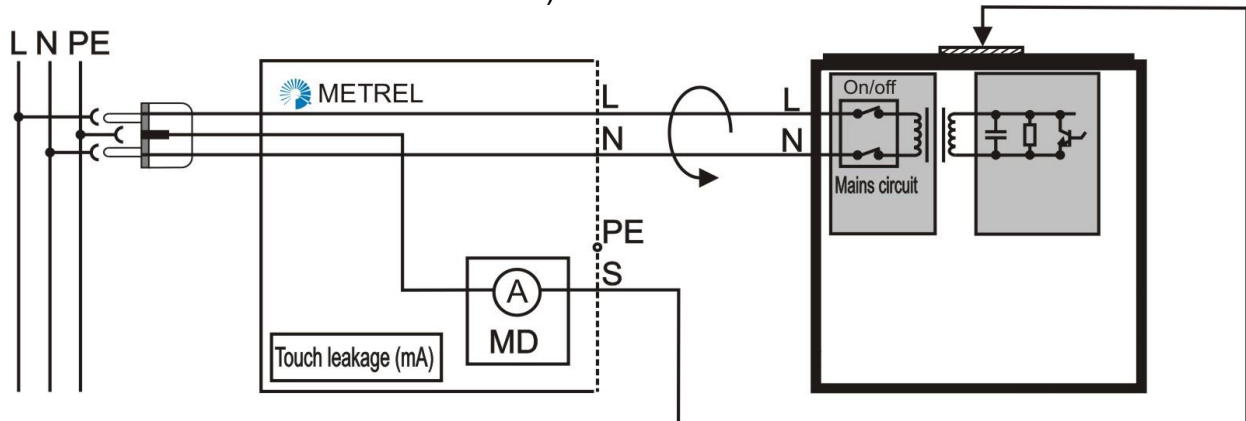 )
L N PE
METREL
L
N
PE
S
A
MD
Touch leakage (mA)
L
N
On/off
Mains circuit